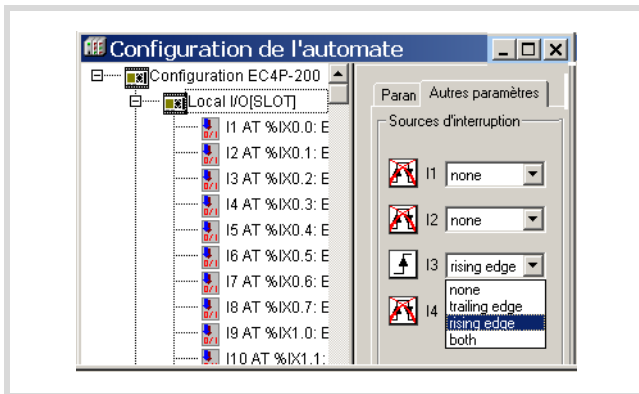 Configuration de l'automate
Configuration EC4P-200
Local I/O[SLOT]
I1 AT %IX0.0: E
I2 AT %IX0.1: E
I3 AT %IX0.2: E
I4 AT %IX0.3: E
I5 AT %IX0.4: E
I6 AT %IX0.5: E
I7 AT %IX0.6: E
I8 AT %IX0.7: E
I9 AT %IX1.0: E
I10 AT %IX1.1:
Paran Autres paramètres
Sources d'interruption
I1 none
I2 none
I3 rising edge
none
trailing edge
rising edge
both
I4